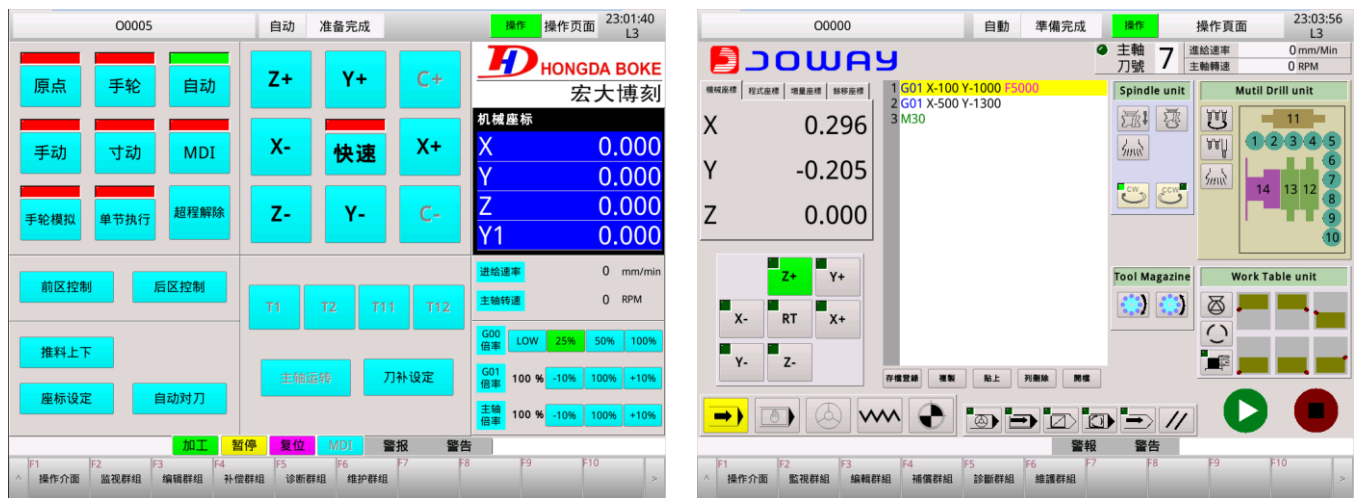 O0005 自动 准备完成 操作 操作页面 23:01:40
L3
原点 手轮 自动
手动 寸动 MDI
手轮模拟 单节执行 超程解除
Z+ Y+ C+
X- 快速 X+
Z- Y- C-
HONGDA BOKE
宏大博刻
机械坐标
X 0.000
Y 0.000
Z 0.000
Y1 0.000
前区控制 后区控制
推料上下
座标设定 自动对刀
T1 T2 T11 T12
主轴运转 刀补设定
进给速率 0 mm/min
主轴转速 0 RPM
G00
倍率 LOW 25% 50% 100%
G01
倍率 100 % -10% 100% +10%
主轴
倍率 100 % -10% 100% +10%
加工 暂停 复位 MDI 警报 警告
F1 F2 F3 F4 F5 F6 F7 F8 F9 F10
^ 操作介面 监视群组 编辑群组 补偿群组 诊断群组 维护群组 >
O0000 自動 準備完成 操作 操作頁面 23:03:56
L3
DOWAY
主軸
刀號 7
進給速率 0 mm/Min
主軸轉速 0 RPM
機械座標 程式座標 增量座標 餘移座標
X 0.296
Y -0.205
Z 0.000
1 G01 X-100 Y-1000 F5000
2 G01 X-500 Y-1300
3 M30
Spindle unit
CW CCW
Mutil Drill unit
11
1 2 3 4 5
6
7
14 13 12
8
9
10
Z+ Y+
X- RT X+
Y- Z-
Tool Magazine
Work Table unit
存檔登錄 複製 貼上 列刪除 開檔
警報 警告
F1 F2 F3 F4 F5 F6 F7 F8 F9 F10
^ 操作介面 監視群組 編輯群組 補償群組 診斷群組 維護群組 >